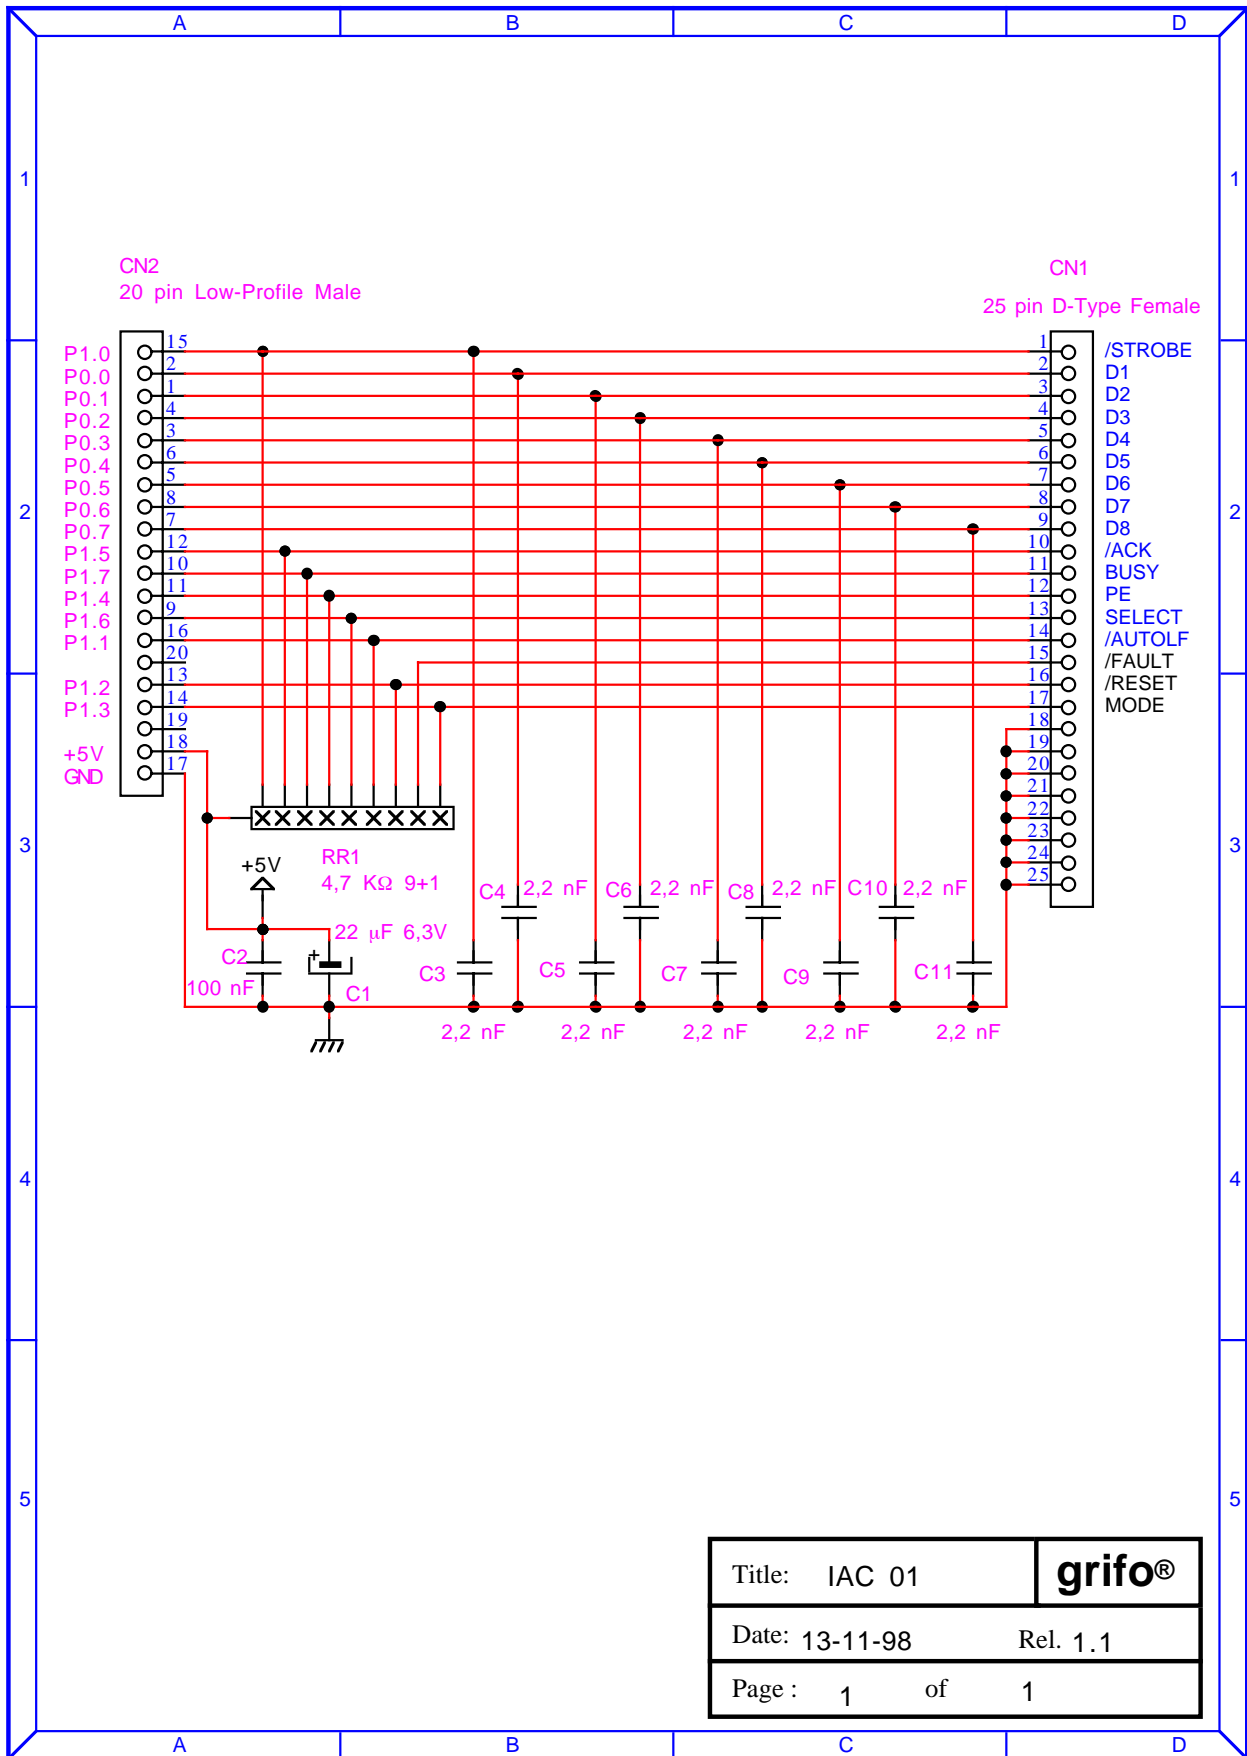 A B C D
1 1
CN2
20 pin Low-Profile Male
CN1
25 pin D-Type Female
P1.0 15 1 /STROBE
P0.0 2 2 D1
P0.1 1 3 D2
P0.2 4 4 D3
P0.3 3 5 D4
P0.4 6 6 D5
P0.5 5 7 D6
2 P0.6 8 8 D7 2
P0.7 7 9 D8
P1.5 12 10 /ACK
P1.7 10 11 BUSY
P1.4 11 12 PE
P1.6 9 13 SELECT
P1.1 16 14 /AUTOLF
20 15 /FAULT
P1.2 13 16 /RESET
P1.3 14 17 MODE
19 18
+5V 18 19
GND 17 20
21
22
23
24
25
3 3
RR1
4,7 KΩ 9+1
+5V
C4 2,2 nF C6 2,2 nF C8 2,2 nF C10 2,2 nF
22 µF 6,3V
C2 + C3 C5 C7 C9 C11
100 nF C1
2,2 nF 2,2 nF 2,2 nF 2,2 nF 2,2 nF
4 4
5 5
Title: IAC 01 grifo®
Date: 13-11-98 Rel. 1.1
Page : 1 of 1
A B C D